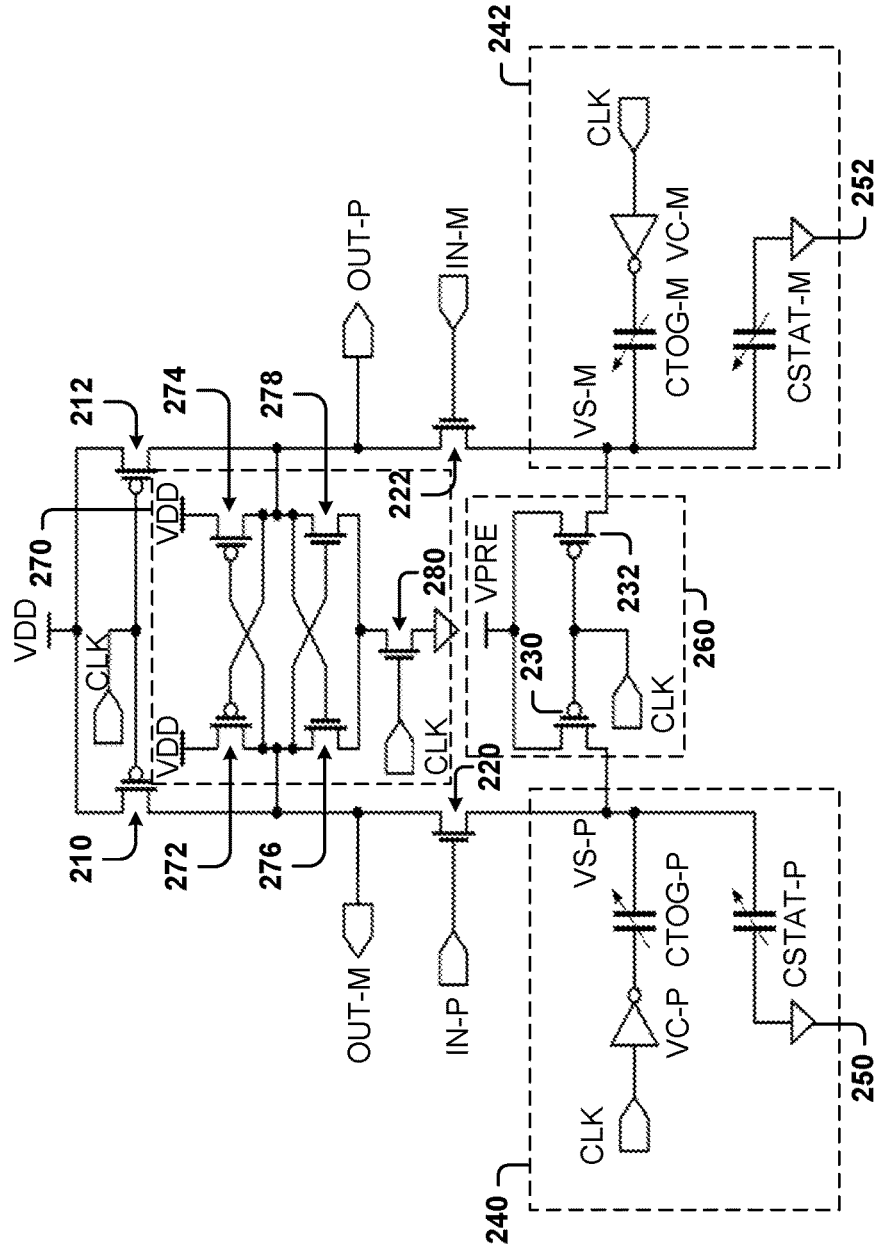 VDD
CLK
210
212
270
VDD
VDD
272
274
276
278
280
CLK
OUT-M
OUT-P
IN-P
IN-M
220
222
VPRE
230
232
CLK
260
VS-P
VS-M
240
242
CLK
VC-P
CTOG-P
CSTAT-P
250
CLK
VC-M
CTOG-M
CSTAT-M
252